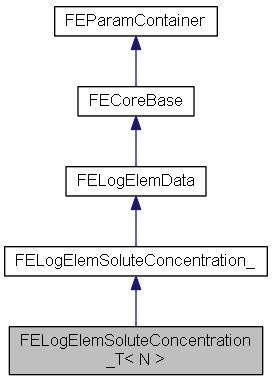 FEParamContainer
FECoreBase
FELogElemData
FELogElemSoluteConcentration_
FELogElemSoluteConcentration
_T< N >